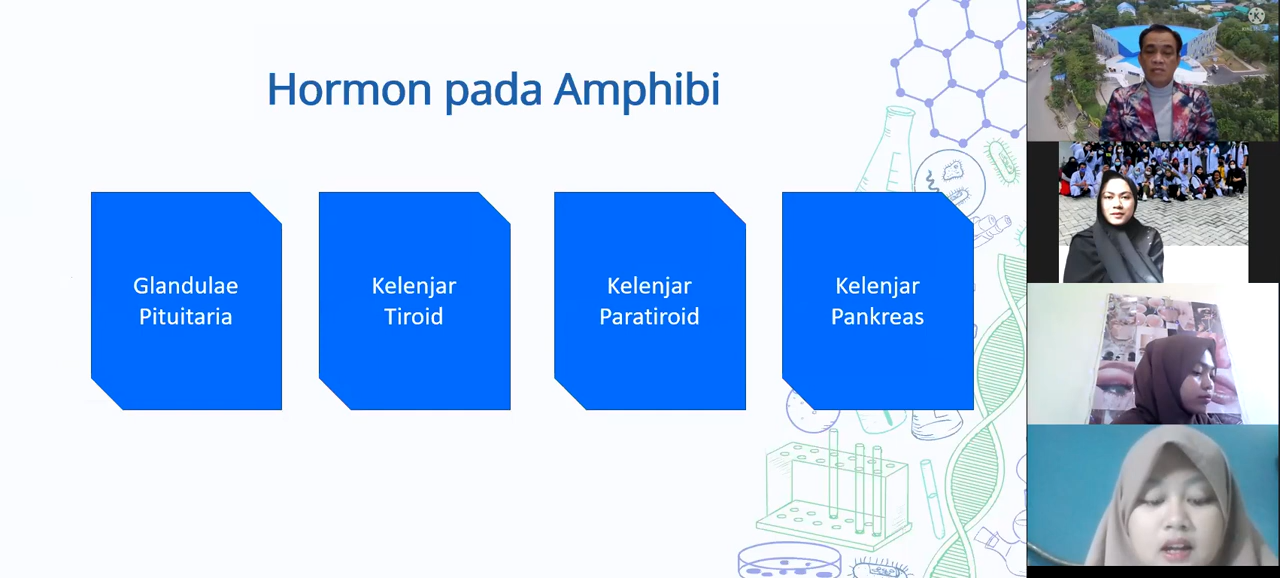 Hormon pada Amphibi
Glandulae
Pituitaria
Kelenjar
Tiroid
Kelenjar
Paratiroid
Kelenjar
Pankreas